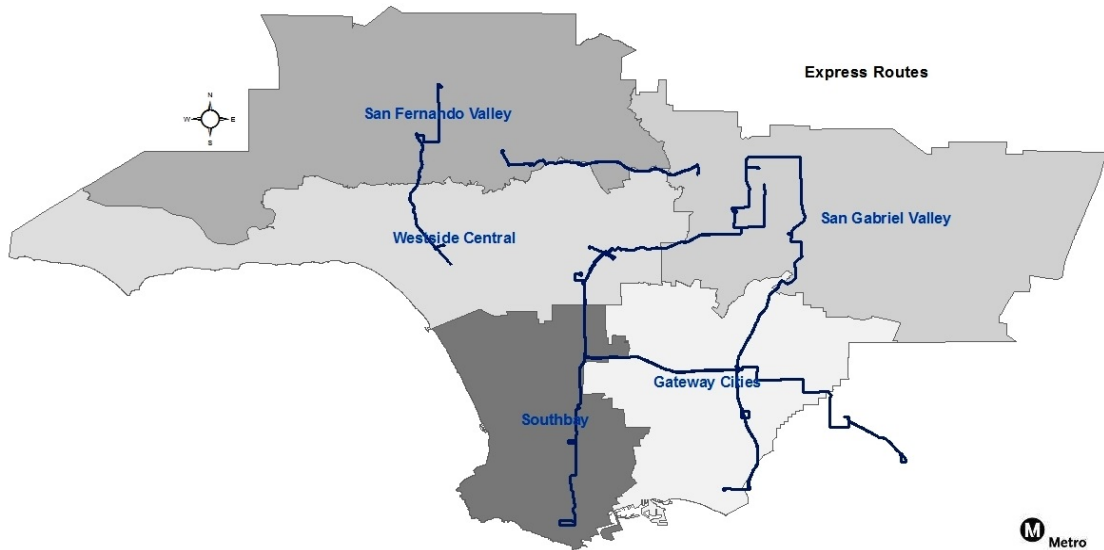 Express Routes
San Fernando Valley
N
W
E
S
San Gabriel Valley
Westside Central
Gateway Cities
Southbay
M
Metro